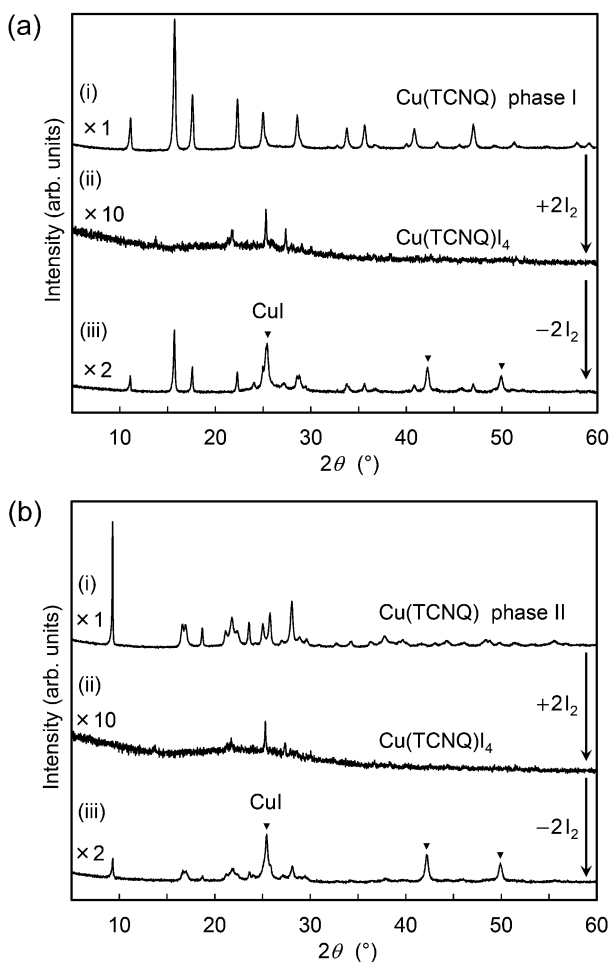 (a)
(i)
×1
Cu(TCNQ) phase I
(ii)
×10
+2I₂
Cu(TCNQ)I₄
(iii)
×2
CuI
−2I₂
Intensity (arb. units)
10 20 30 40 50 60
2θ (°)
(b)
(i)
×1
Cu(TCNQ) phase II
(ii)
×10
+2I₂
Cu(TCNQ)I₄
(iii)
×2
CuI
−2I₂
Intensity (arb. units)
10 20 30 40 50 60
2θ (°)